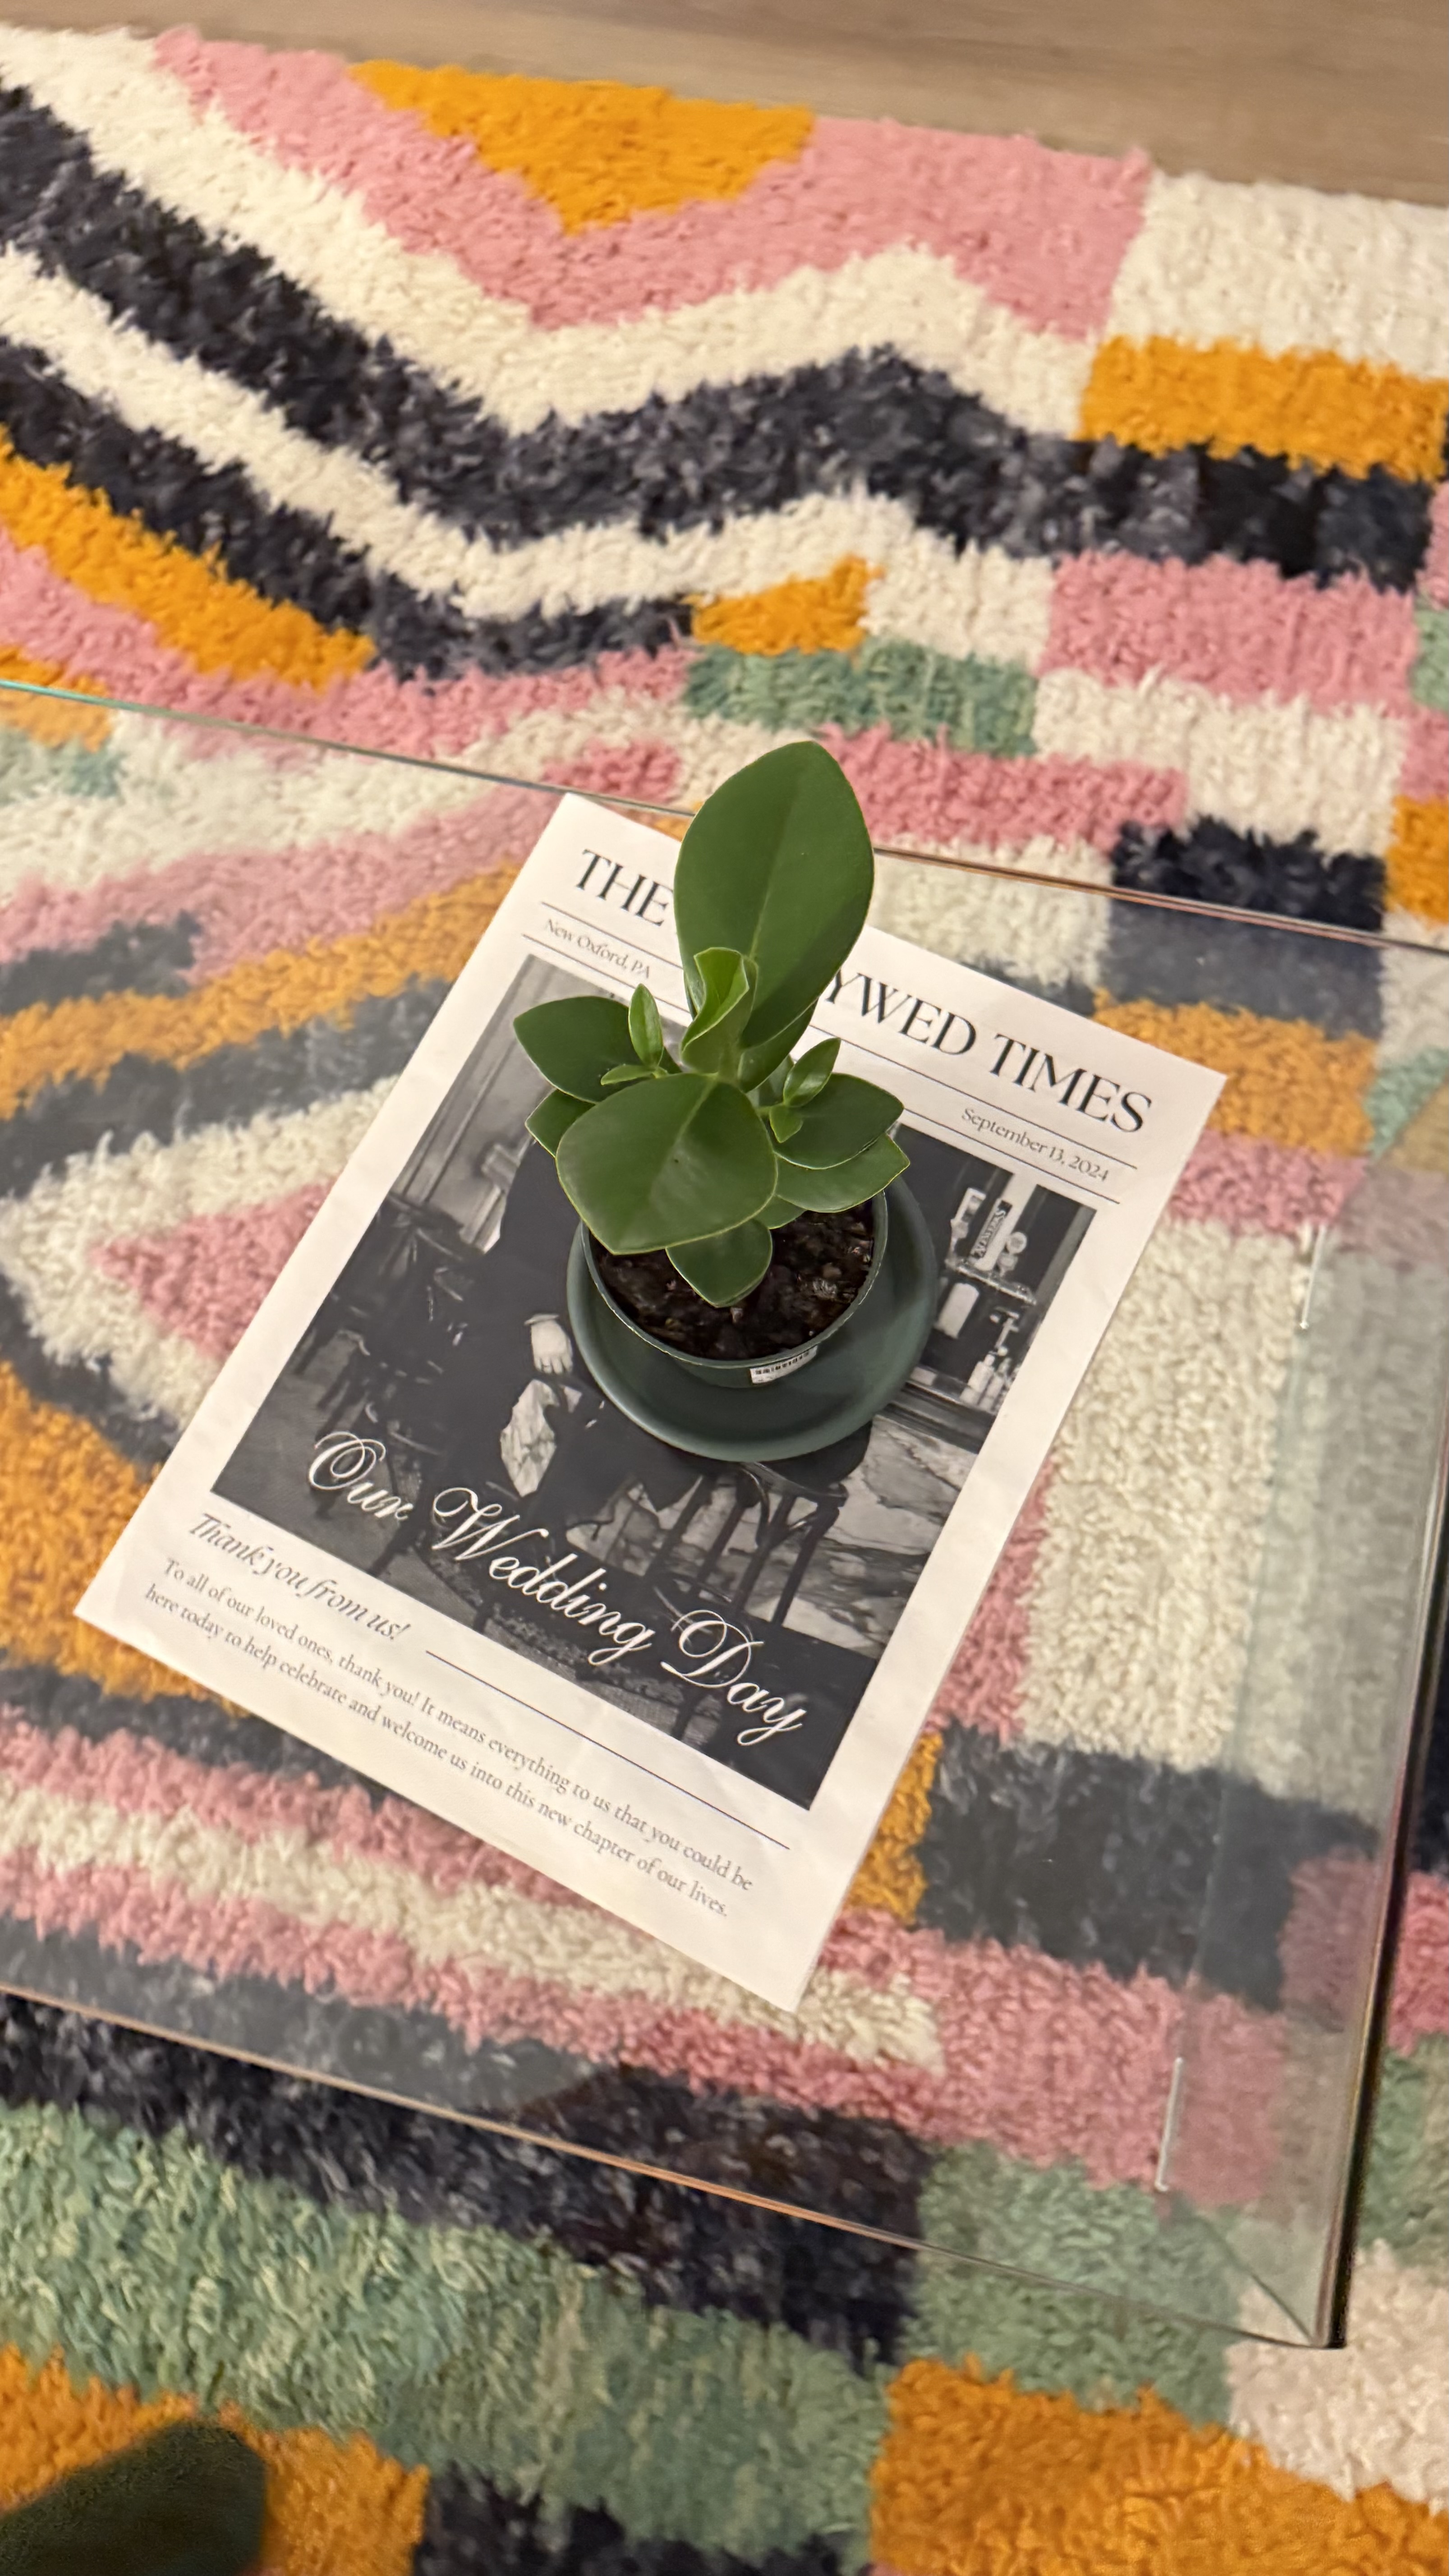 THE YWED TIMES
New Oxford, PA
September 13, 2024
Our Wedding Day
Thank you from us!
To all of our loved ones, thank you! It means everything to us that you could be
here today to help celebrate and welcome us into this new chapter of our lives.